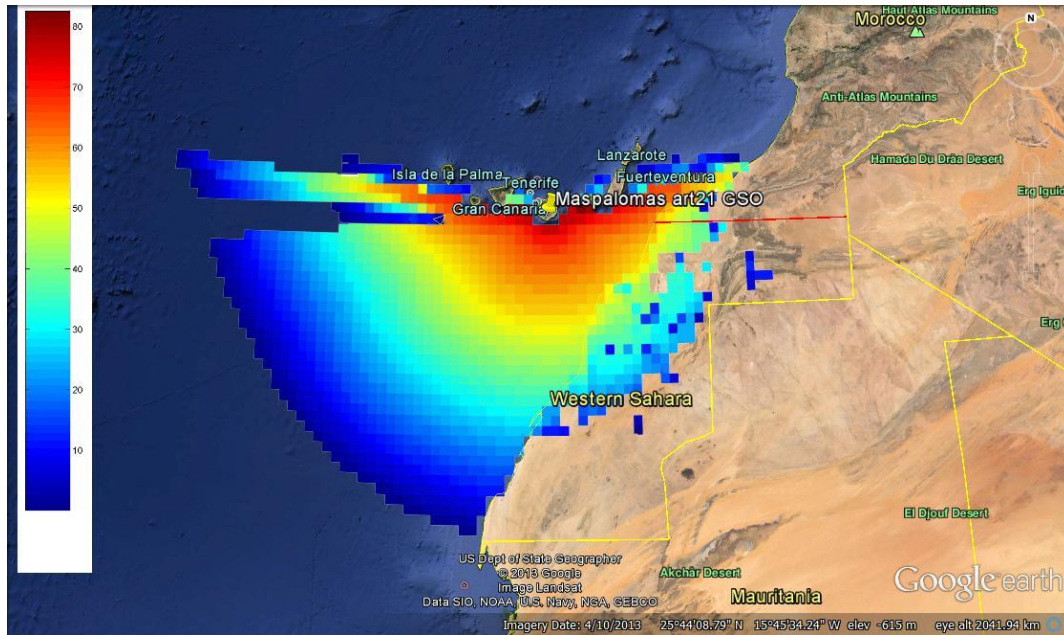 80
70
60
50
40
30
20
10
Haut Atlas Mountains
Morocco
N
Anti-Atlas Mountains
Hamada Du Drâa Desert
Lanzarote
Isla de la Palma
Tenerife
Fuerteventura
Maspalomas art21 GSO
Gran Canaria
Erg Iguid
Erg
Western Sahara
El Djouf Desert
US Dept of State Geographer
© 2013 Google
Image Landsat
Data SIO, NOAA, U.S. Navy, NGA, GEBCO
Akchâr Desert
Mauritania
Google earth
Imagery Date: 4/10/2013 25°44'08.79" N 15°45'34.24" W elev -615 m eye alt 2041.94 km